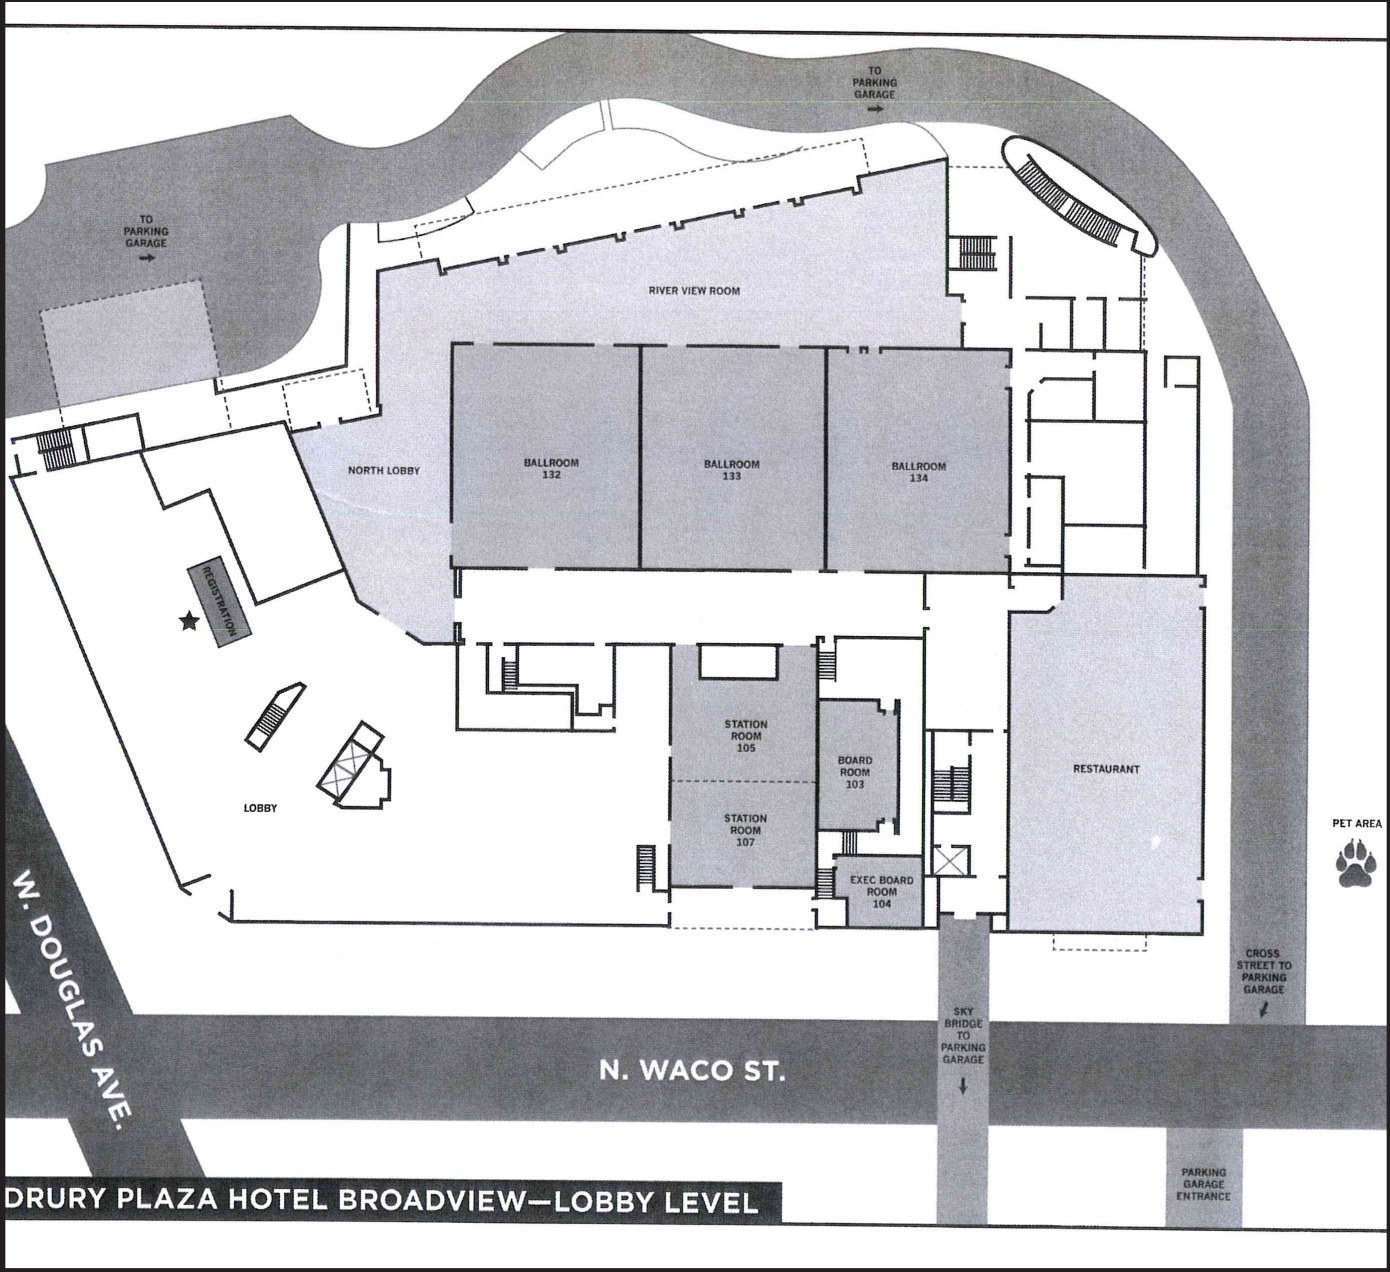 TO
PARKING
GARAGE
TO
PARKING
GARAGE
RIVER VIEW ROOM
NORTH LOBBY
BALLROOM
132
BALLROOM
133
BALLROOM
134
REGISTRATION
STATION
ROOM
105
BOARD
ROOM
103
RESTAURANT
LOBBY
STATION
ROOM
107
PET AREA
EXEC BOARD
ROOM
104
W. DOUGLAS AVE.
CROSS
STREET TO
PARKING
GARAGE
SKY
BRIDGE
TO
PARKING
GARAGE
N. WACO ST.
PARKING
GARAGE
ENTRANCE
DRURY PLAZA HOTEL BROADVIEW—LOBBY LEVEL